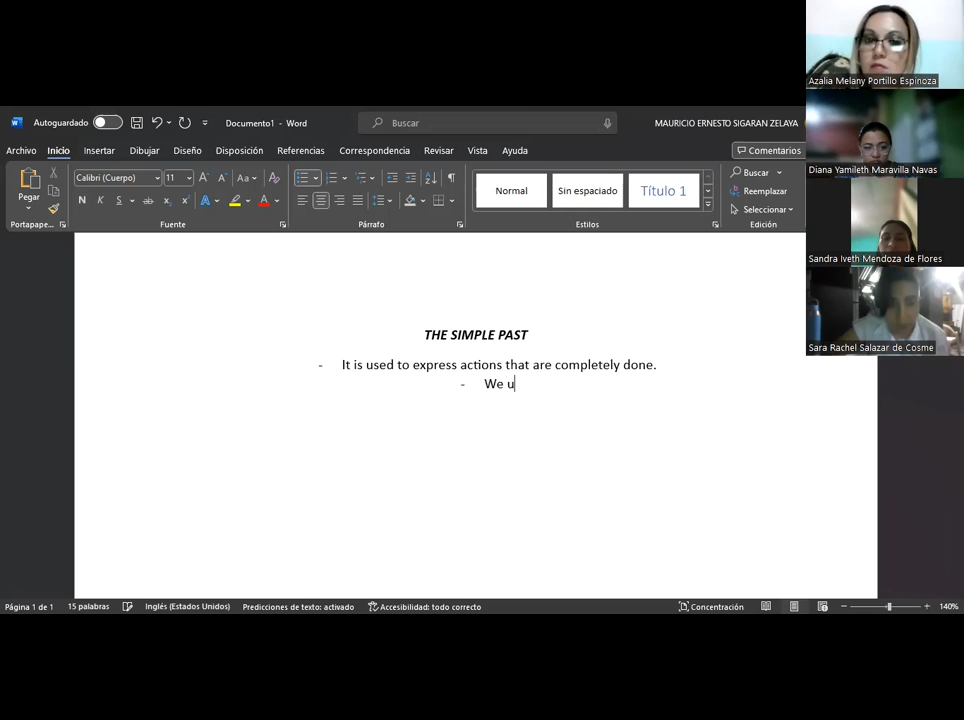 Autoguardado
Documento1 - Word
Buscar
MAURICIO ERNESTO SIGARAN ZELAYA
Archivo Inicio Insertar Dibujar Diseño Disposición Referencias Correspondencia Revisar Vista Ayuda
Comentarios
Pegar
Calibri (Cuerpo) 11
Normal
Sin espaciado
Título 1
Buscar
Reemplazar
Seleccionar
Portapape...
Fuente
Párrafo
Estilos
Edición
THE SIMPLE PAST
- It is used to express actions that are completely done.
- We u
Página 1 de 1 15 palabras Inglés (Estados Unidos) Predicciones de texto: activado Accesibilidad: todo correcto Concentración 140%
Azalia Melany Portillo Espinoza
Diana Yamileth Maravilla Navas
Sandra Iveth Mendoza de Flores
Sara Rachel Salazar de Cosme